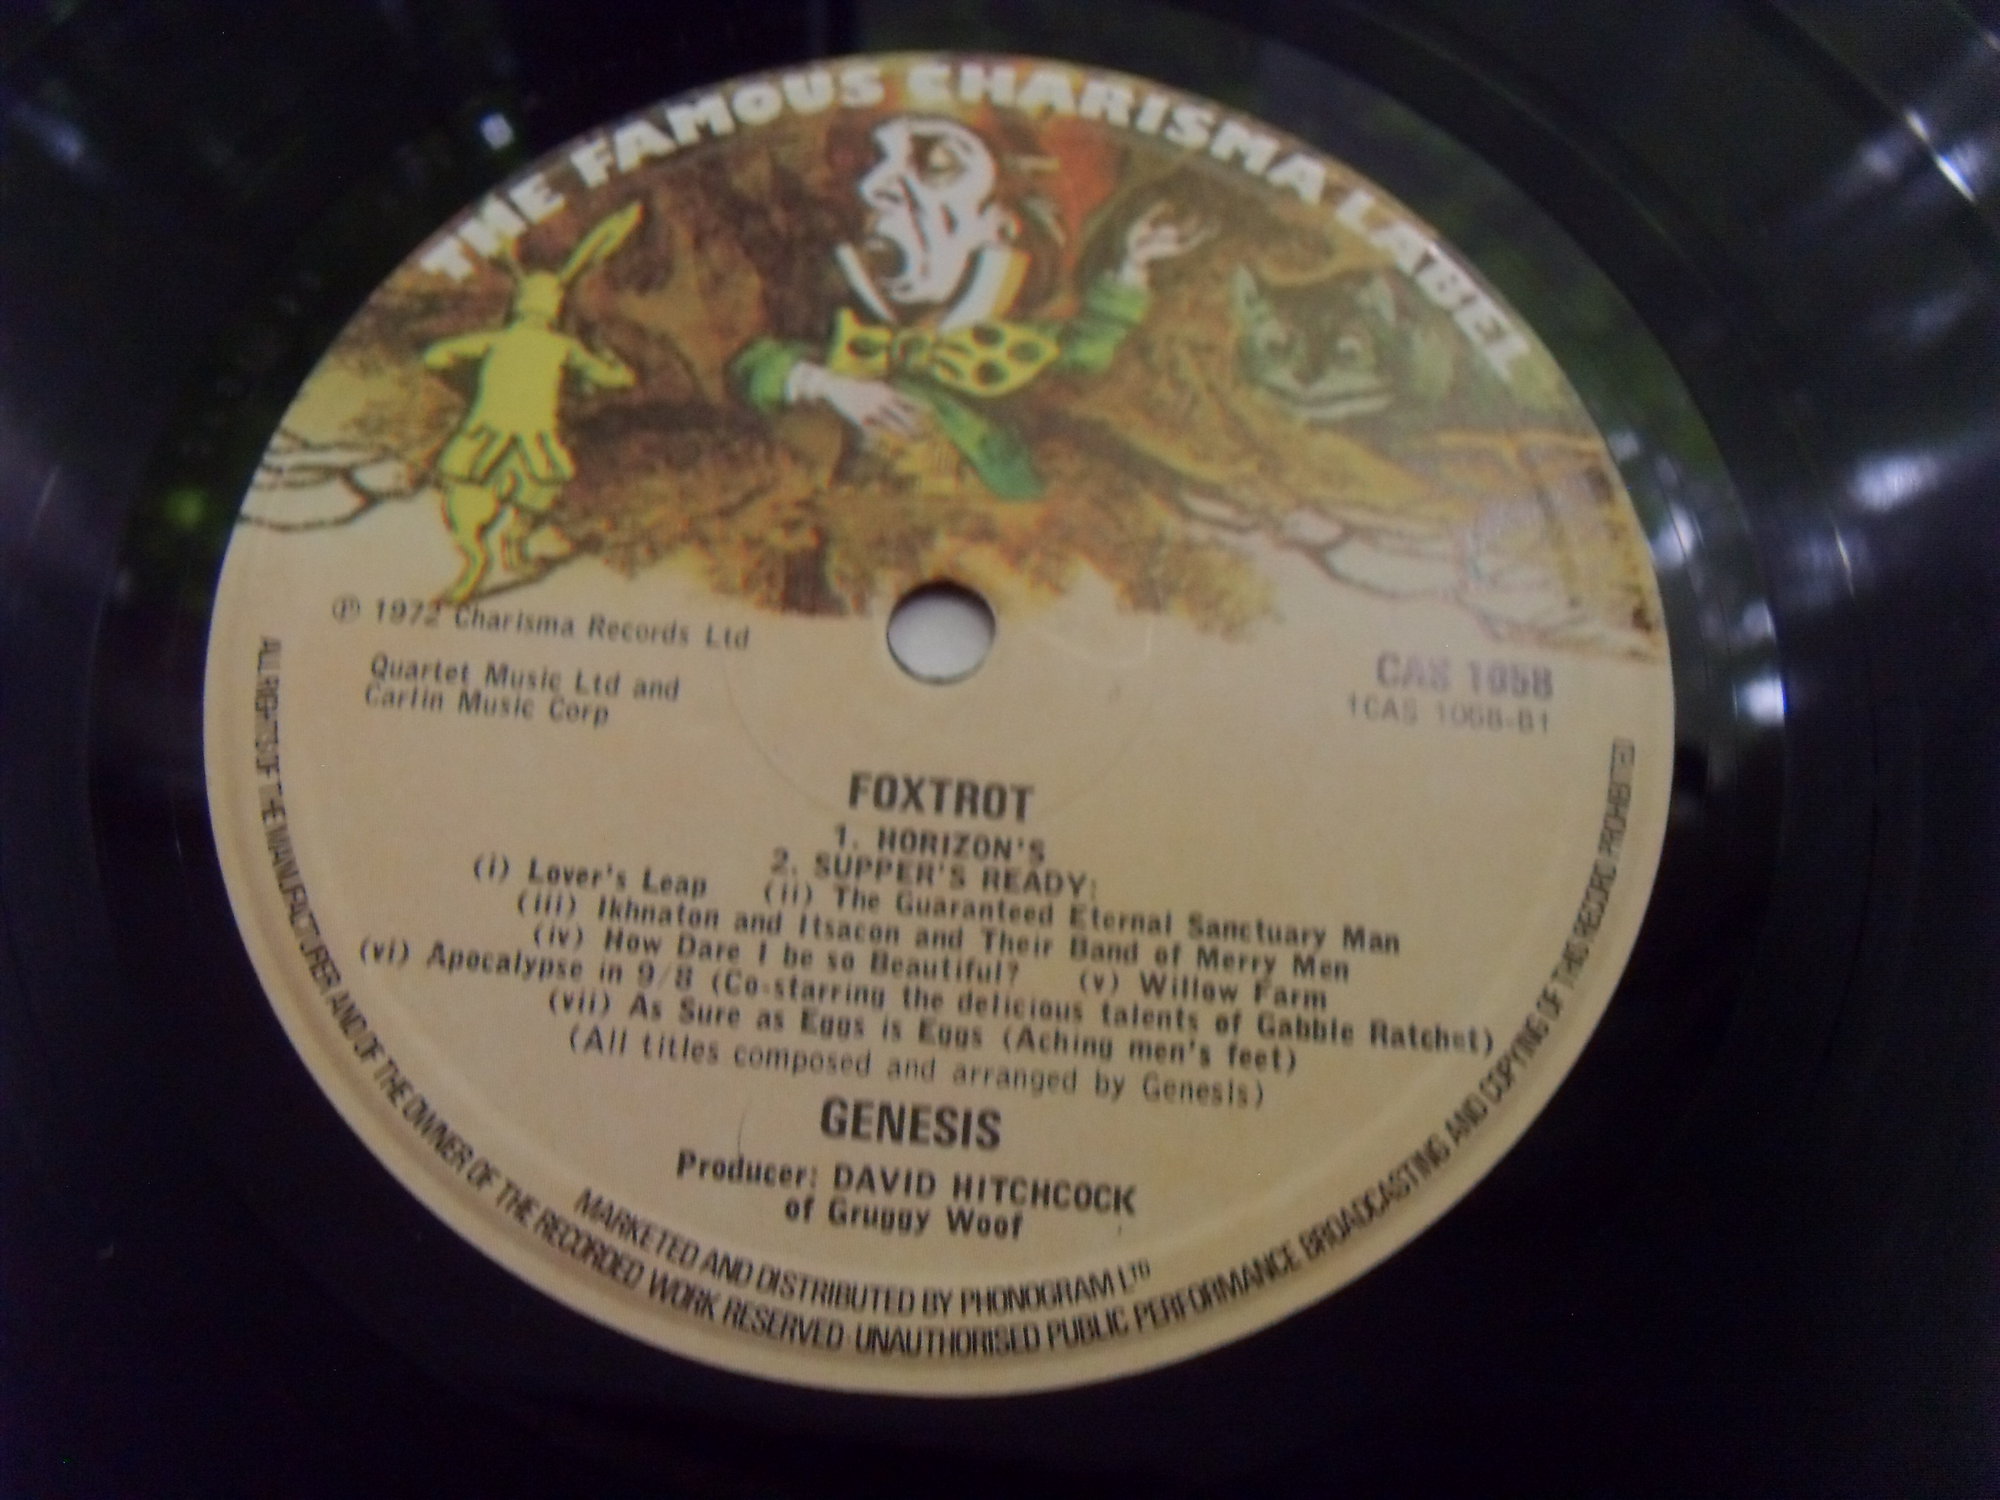 THE FAMOUS CHARISMA LABEL
℗ 1972 Charisma Records Ltd
Quartet Music Ltd and
Carlin Music Corp
CAS 1058
1CAS 1058-B1
FOXTROT
1. HORIZON'S
2. SUPPER'S READY:
(i) Lover's Leap (ii) The Guaranteed Eternal Sanctuary Man
(iii) Ikhnaton and Itsacon and Their Band of Merry Men
(iv) How Dare I be so Beautiful? (v) Willow Farm
(vi) Apocalypse in 9/8 (Co-starring the delicious talents of Gabble Ratchet)
(vii) As Sure as Eggs is Eggs (Aching men's feet)
(All titles composed and arranged by Genesis)
GENESIS
Producer: DAVID HITCHCOCK
of Gruggy Woof
MARKETED AND DISTRIBUTED BY PHONOGRAM LTD
ALL RIGHTS OF THE MANUFACTURER AND OF THE OWNER OF THE RECORDED WORK RESERVED · UNAUTHORISED PUBLIC PERFORMANCE BROADCASTING AND COPYING OF THIS RECORD PROHIBITED